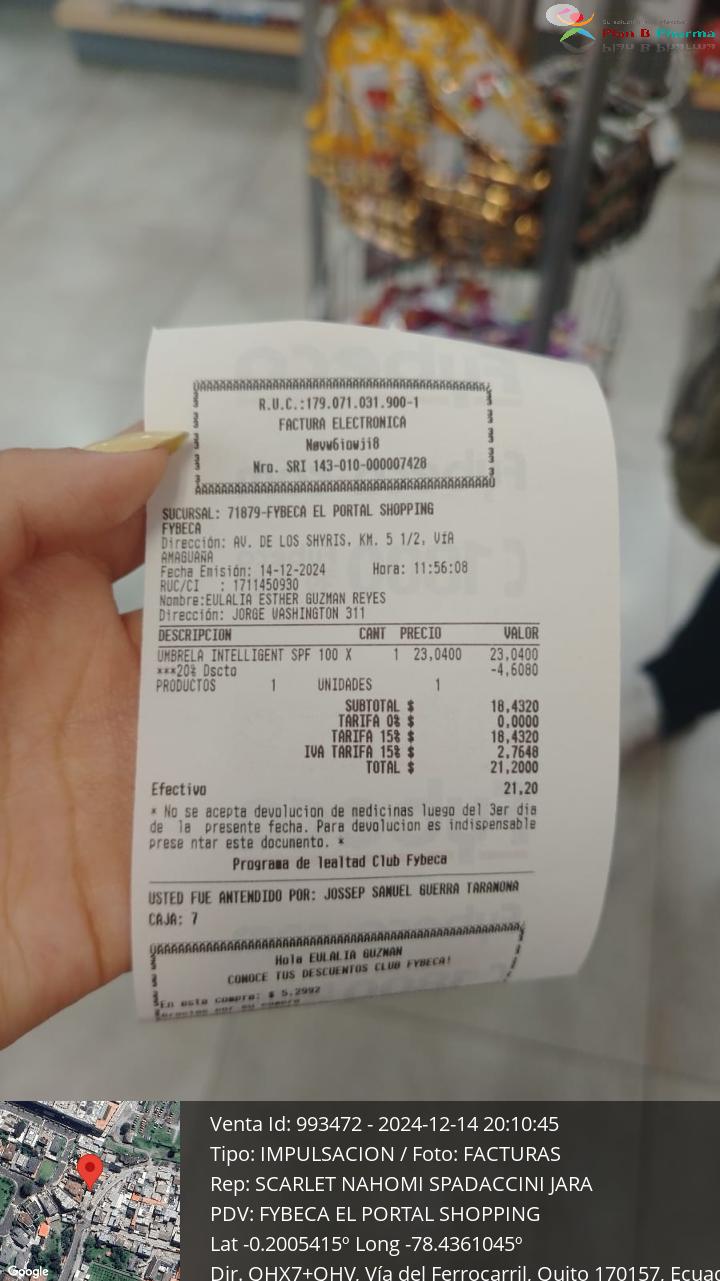 Plan B Pharma
R.U.C.:179.071.031.900-1
FACTURA ELECTRONICA
Nøvw6iowji8
Nro. SRI 143-010-000007428
SUCURSAL: 71879-FYBECA EL PORTAL SHOPPING
FYBECA
Dirección: AV. DE LOS SHYRIS, KM. 5 1/2, VíA
AMAGUAÑA
Fecha Emisión: 14-12-2024 Hora: 11:56:08
RUC/CI : 1711450930
Nombre:EULALIA ESTHER GUZMAN REYES
Dirección: JORGE WASHINGTON 311
DESCRIPCION CANT PRECIO VALOR
UMBRELA INTELLIGENT SPF 100 X 1 23,0400 23,0400
***20% Dscto -4,6080
PRODUCTOS 1 UNIDADES 1
SUBTOTAL $ 18,4320
TARIFA 0% $ 0,0000
TARIFA 15% $ 18,4320
IVA TARIFA 15% $ 2,7648
TOTAL $ 21,2000
Efectivo 21,20
* No se acepta devolucion de medicinas luego del 3er dia
de la presente fecha. Para devolucion es indispensable
prese ntar este documento. *
Programa de lealtad Club Fybeca
USTED FUE ANTENDIDO POR: JOSSEP SAMUEL GUERRA TARAMONA
CAJA: 7
Hola EULALIA GUZMAN
CONOCE TUS DESCUENTOS CLUB FYBECA!
En esta compra: $ 5.2992
Gracias por su compra
Venta Id: 993472 - 2024-12-14 20:10:45
Tipo: IMPULSACION / Foto: FACTURAS
Rep: SCARLET NAHOMI SPADACCINI JARA
PDV: FYBECA EL PORTAL SHOPPING
Lat -0.2005415º Long -78.4361045º
Dir. QHX7+QHV, Vía del Ferrocarril, Quito 170157, Ecuad
Google